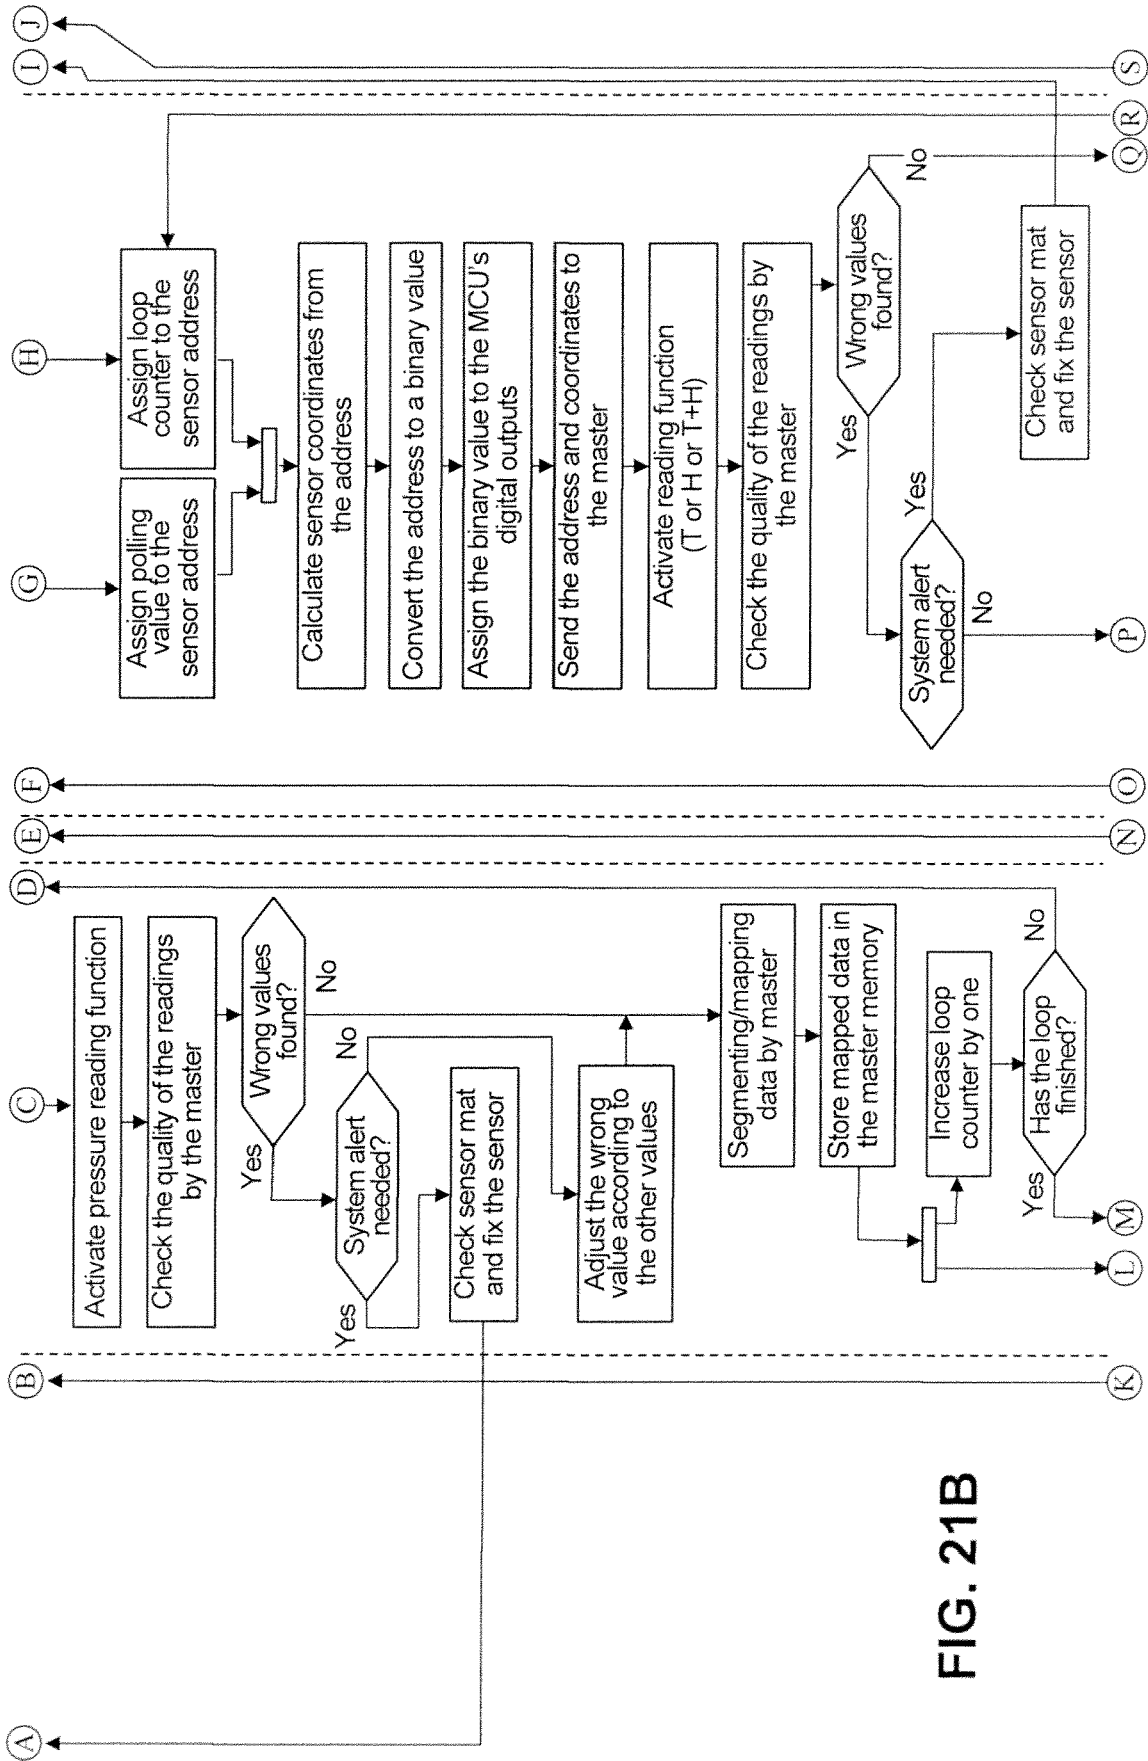 A
B
C
D
E
F
G
H
I
J
Activate pressure reading function
Check the quality of the readings
by the master
Wrong values
found?
Yes
No
System alert
needed?
Yes
No
Check sensor mat
and fix the sensor
Adjust the wrong
value according to
the other values
Segmenting/mapping
data by master
Store mapped data in
the master memory
Increase loop
counter by one
Has the loop
finished?
Yes
No
Assign polling
value to the
sensor address
Assign loop
counter to the
sensor address
Calculate sensor coordinates from
the address
Convert the address to a binary value
Assign the binary value to the MCU's
digital outputs
Send the address and coordinates to
the master
Activate reading function
(T or H or T+H)
Check the quality of the readings by
the master
Wrong values
found?
Yes
No
System alert
needed?
Yes
No
Check sensor mat
and fix the sensor
K
L
M
N
O
P
Q
R
S
FIG. 21B